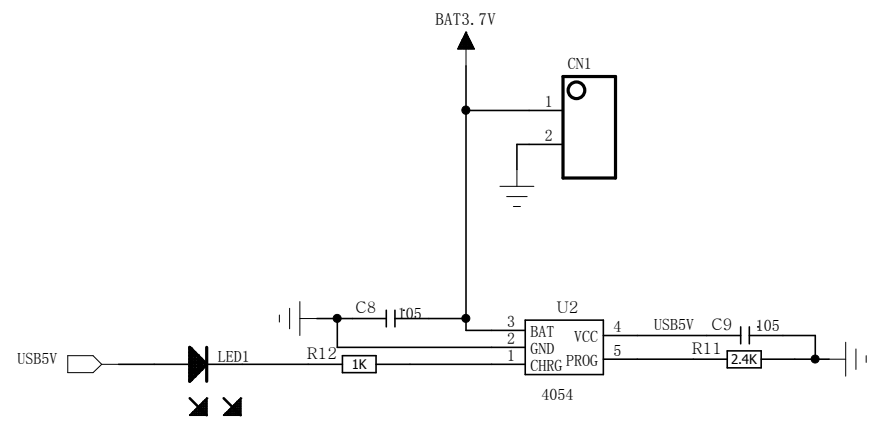 BAT3.7V
CN1
1
2
C8
105
U2
3
BAT
VCC
4
USB5V
C9
105
2
GND
USB5V
LED1
R12
1K
1
CHRG
PROG
5
R11
2.4K
4054